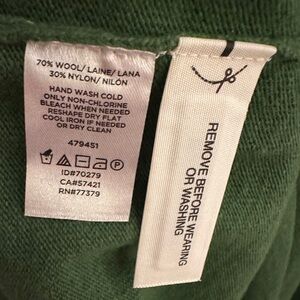 70% WOOL/ LAINE/ LANA
30% NYLON/ NILÓN
HAND WASH COLD
ONLY NON-CHLORINE
BLEACH WHEN NEEDED
RESHAPE DRY FLAT
COOL IRON IF NEEDED
OR DRY CLEAN
479451
P
ID#70279
CA#57421
RN#77379
REMOVE BEFORE WEARING
OR WASHING